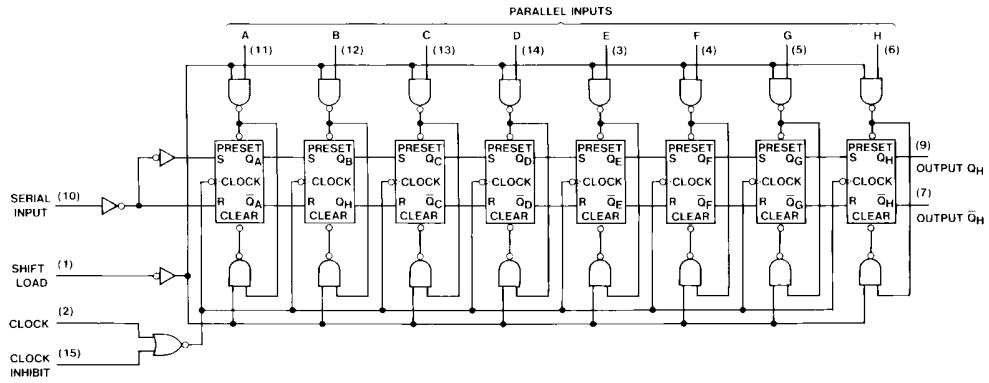 PARALLEL INPUTS
A B C D E F G H
(11) (12) (13) (14) (3) (4) (5) (6)
PRESET PRESET PRESET PRESET PRESET PRESET PRESET PRESET
S QA S QB S QC S QD S QE S QF S QG S QH
(9)
OUTPUT QH
CLOCK CLOCK CLOCK CLOCK CLOCK CLOCK CLOCK CLOCK
SERIAL INPUT (10)
R Q̅A R Q̅H R Q̅C R Q̅D R Q̅E R Q̅F R Q̅G R Q̅H
(7)
OUTPUT Q̅H
CLEAR CLEAR CLEAR CLEAR CLEAR CLEAR CLEAR CLEAR
SHIFT LOAD (1)
CLOCK (2)
CLOCK INHIBIT (15)